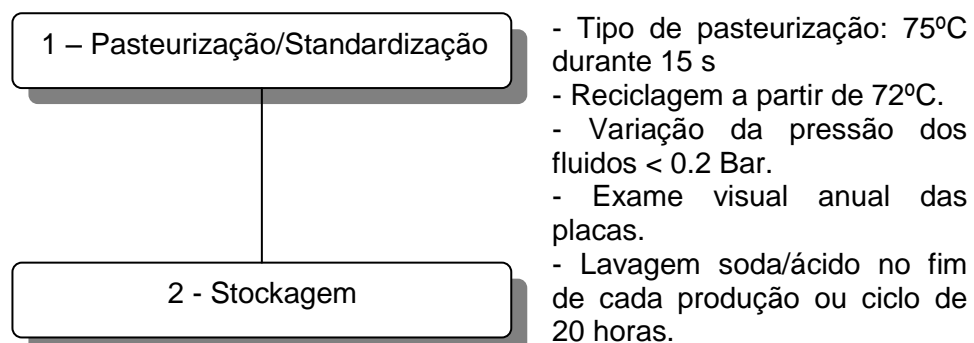 1 – Pasteurização/Standardização
- Tipo de pasteurização: 75ºC
durante 15 s
- Reciclagem a partir de 72ºC.
- Variação da pressão dos
fluidos < 0.2 Bar.
- Exame visual anual das
placas.
- Lavagem soda/ácido no fim
de cada produção ou ciclo de
20 horas.
2 - Stockagem